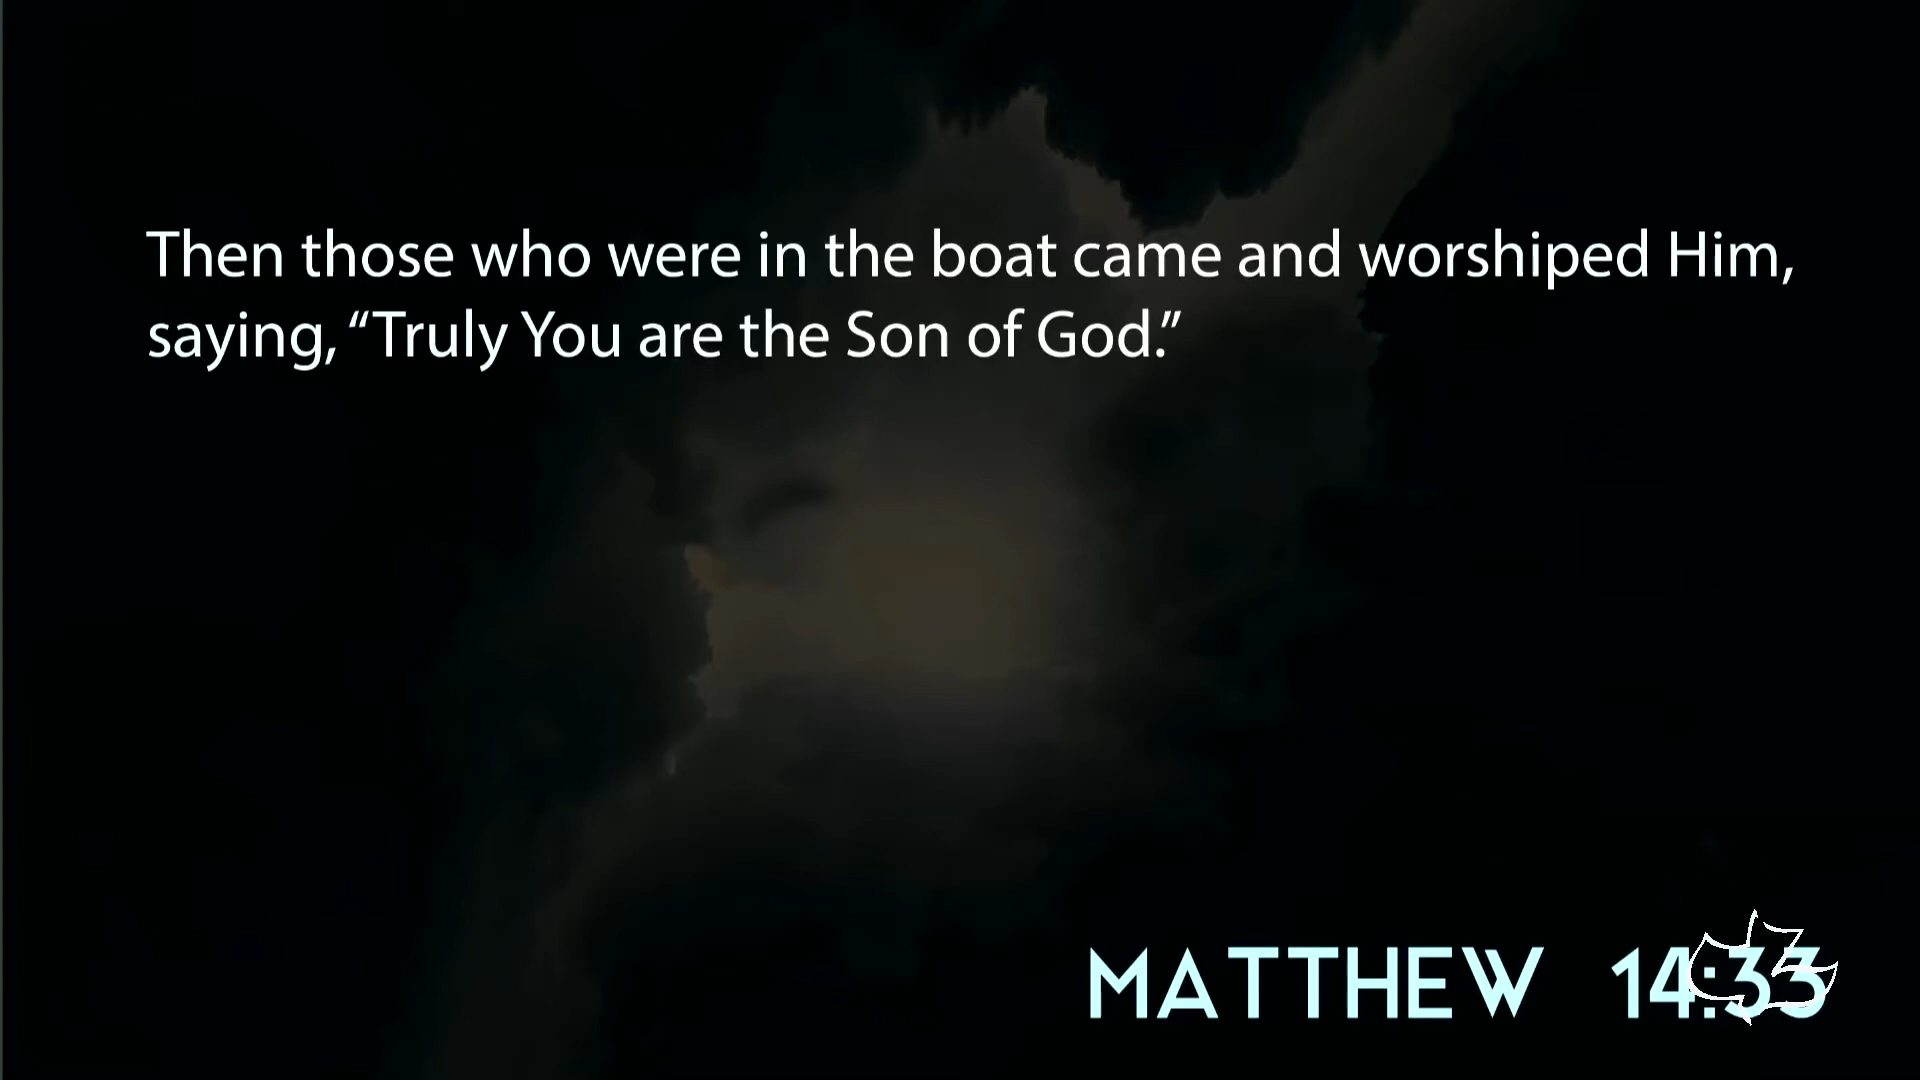 Then those who were in the boat came and worshiped Him,
saying, “Truly You are the Son of God.”
MATTHEW 14:33